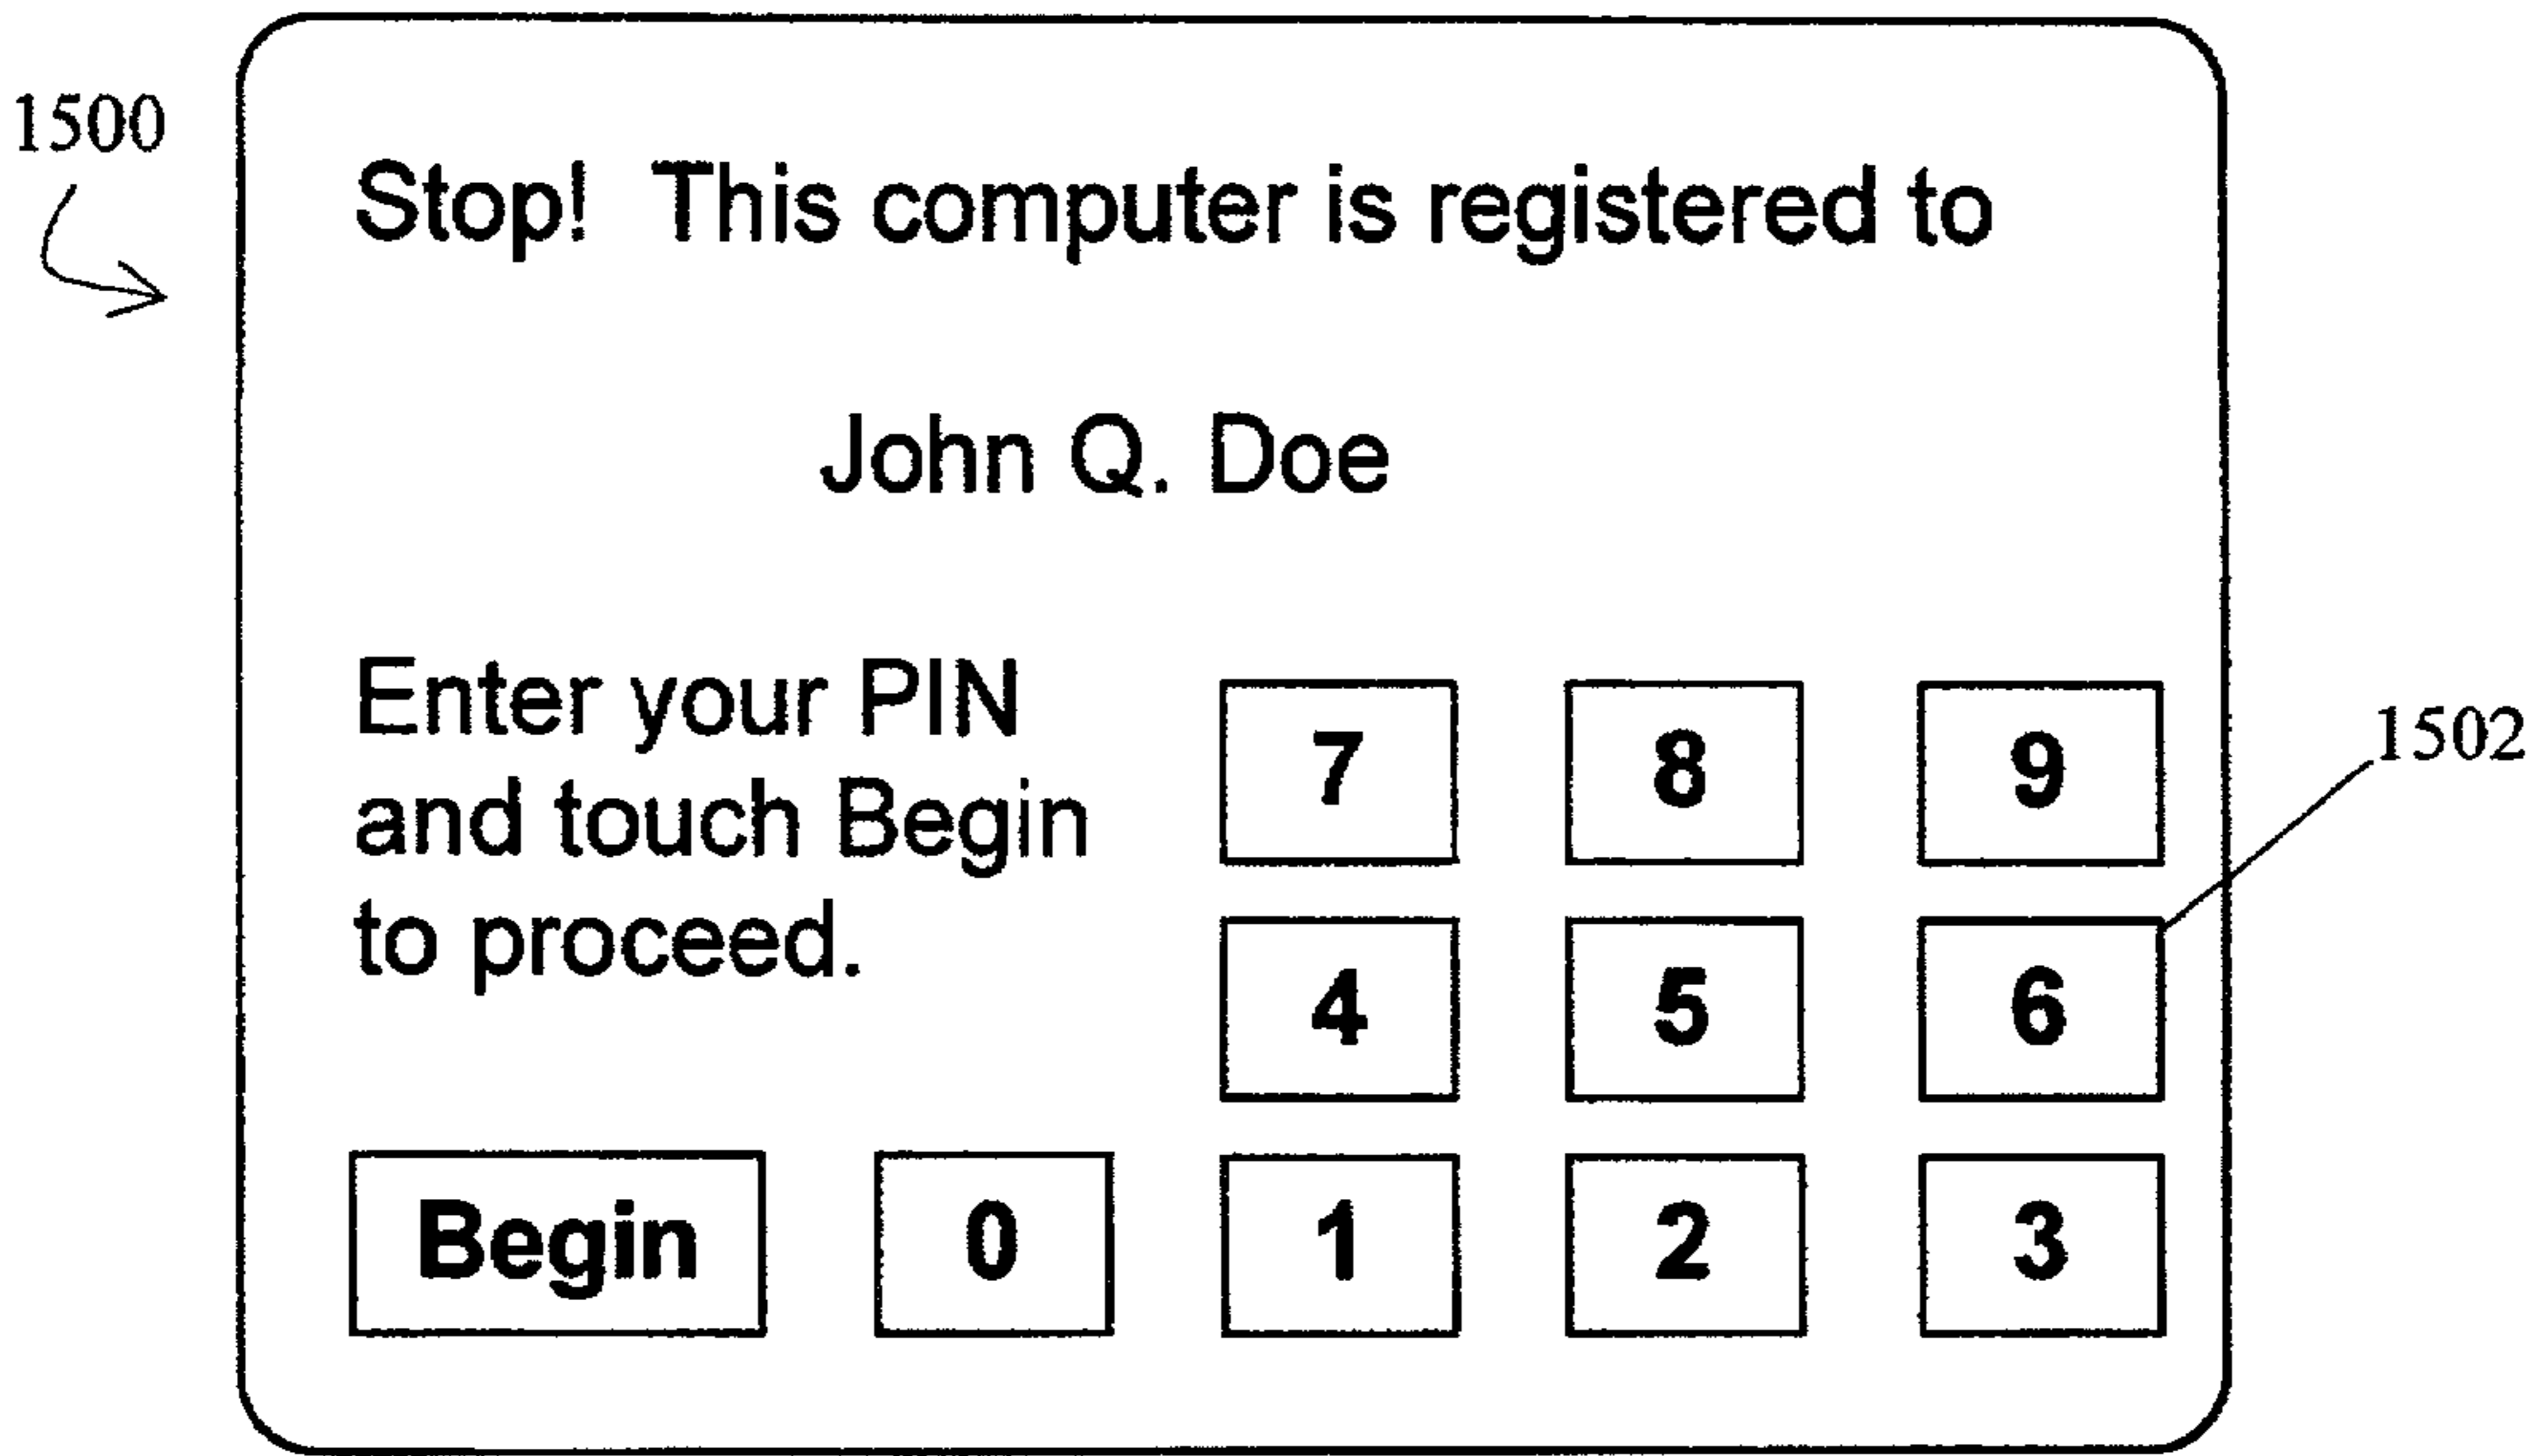 1500
Stop! This computer is registered to
John Q. Doe
Enter your PIN
and touch Begin
to proceed.
7 8 9
1502
4 5 6
Begin 0 1 2 3